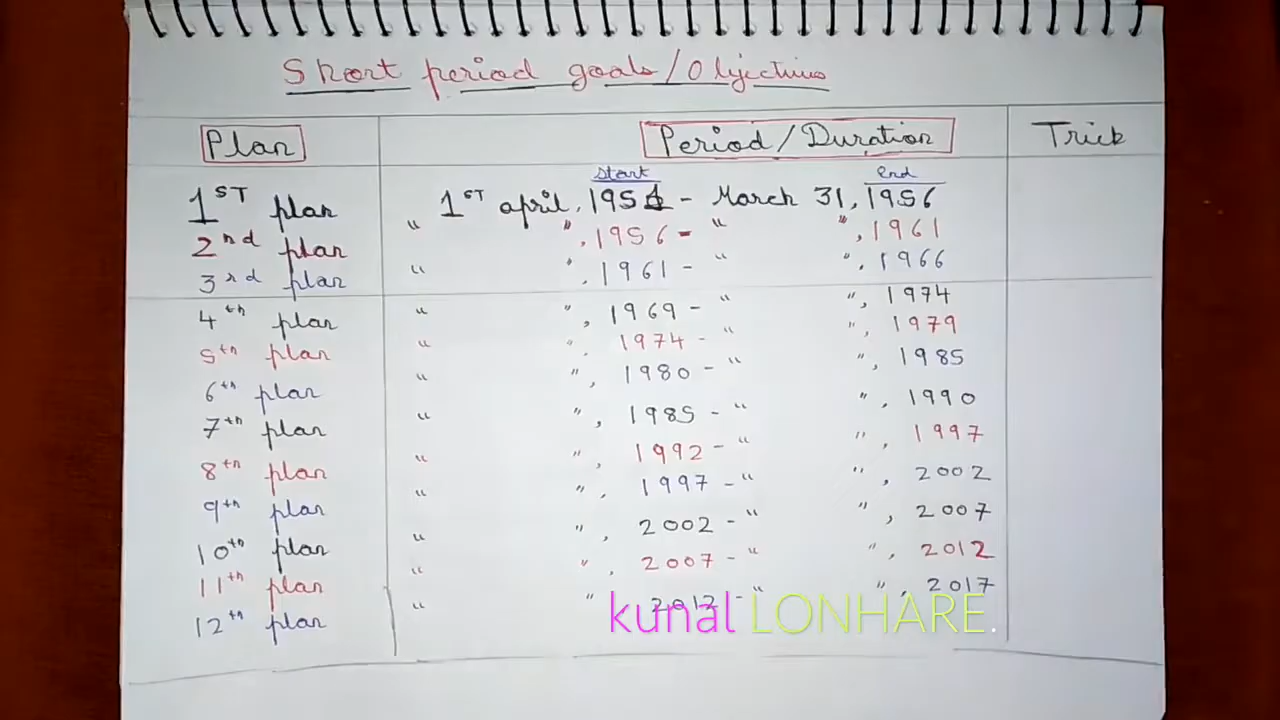 Short period goals/Objectives
Plan Period/Duration Trick
start end
1ST plan 1ST april, 1951 - March 31, 1956
2nd plan " ", 1956 - " ", 1961
3rd plan " ", 1961 - " ", 1966
4th plan " ", 1969 - " ", 1974
5th plan " ", 1974 - " ", 1979
6th plan " ", 1980 - " ", 1985
7th plan " ", 1985 - " ", 1990
8th plan " ", 1992 - " ", 1997
9th plan " ", 1997 - " ", 2002
10th plan " ", 2002 - " ", 2007
11th plan " ", 2007 - " ", 2012
12th plan " ", 2012 - " ", 2017
kunal LONHARE.